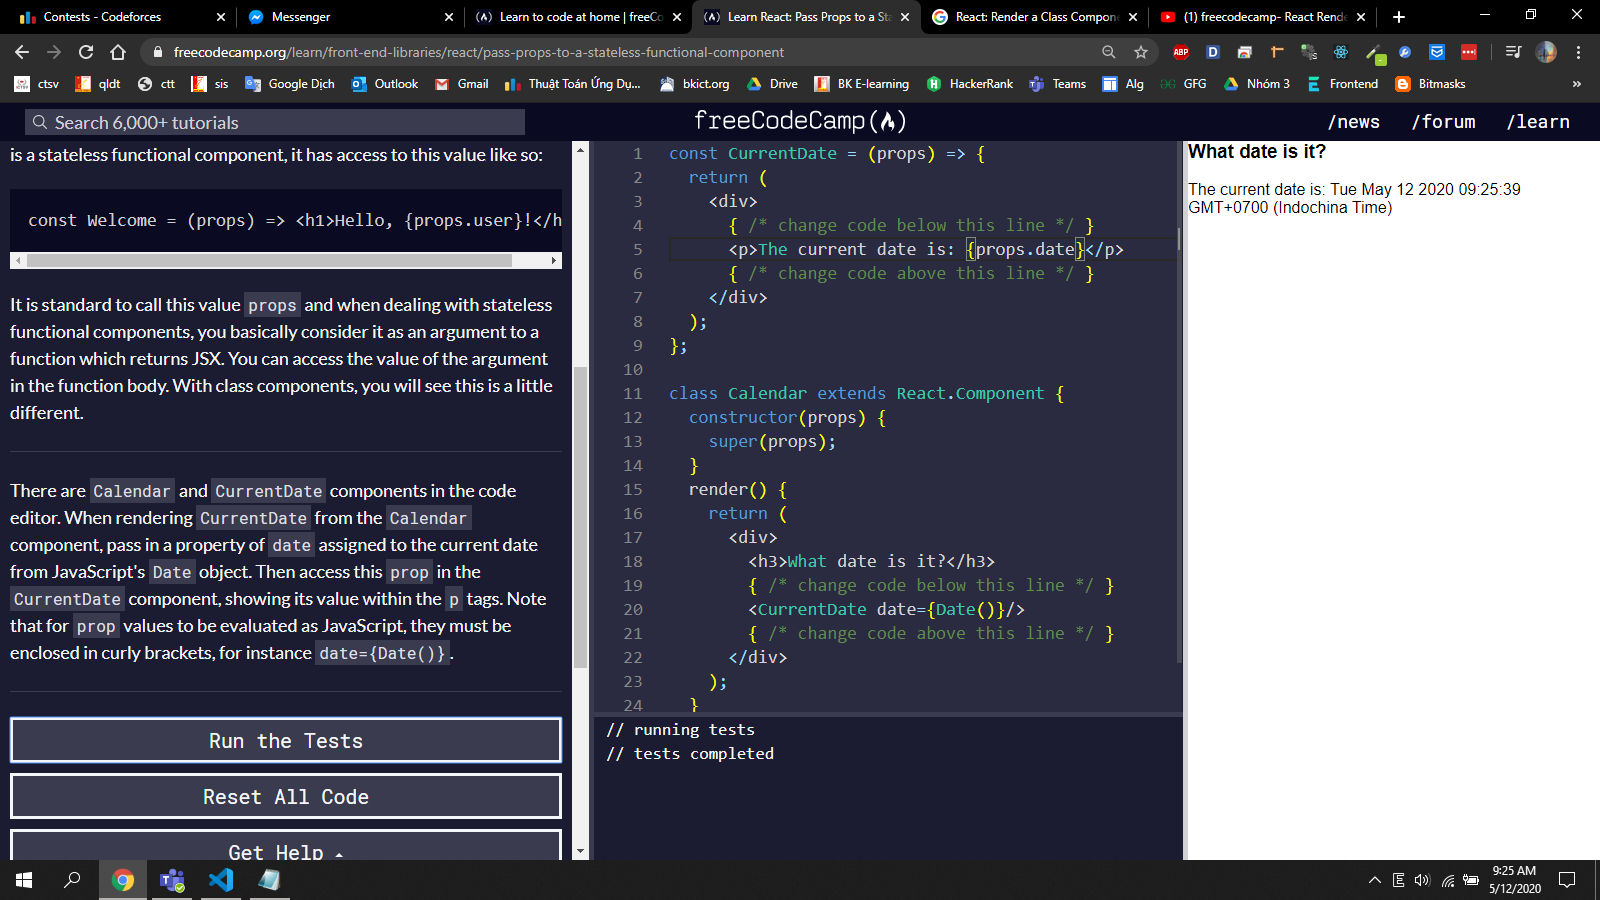 Contests - Codeforces
Messenger
Learn to code at home | freeCo
Learn React: Pass Props to a Sta
React: Render a Class Compone
(1) freecodecamp- React Rende
freecodecamp.org/learn/front-end-libraries/react/pass-props-to-a-stateless-functional-component
ctsv
qldt
ctt
sis
Google Dịch
Outlook
Gmail
Thuật Toán Ứng Dụ...
bkict.org
Drive
BK E-learning
HackerRank
Teams
Alg
GFG
Nhóm 3
Frontend
Bitmasks
»
Search 6,000+ tutorials
freeCodeCamp
/news
/forum
/learn
is a stateless functional component, it has access to this value like so:
const Welcome = (props) => <h1>Hello, {props.user}!</h
It is standard to call this value props and when dealing with stateless
functional components, you basically consider it as an argument to a
function which returns JSX. You can access the value of the argument
in the function body. With class components, you will see this is a little
different.
There are Calendar and CurrentDate components in the code
editor. When rendering CurrentDate from the Calendar
component, pass in a property of date assigned to the current date
from JavaScript's Date object. Then access this prop in the
CurrentDate component, showing its value within the p tags. Note
that for prop values to be evaluated as JavaScript, they must be
enclosed in curly brackets, for instance date={Date()}.
Run the Tests
Reset All Code
Get Help
1 const CurrentDate = (props) => {
2 return (
3 <div>
4 { /* change code below this line */ }
5 <p>The current date is: {props.date}</p>
6 { /* change code above this line */ }
7 </div>
8 );
9 };
10
11 class Calendar extends React.Component {
12 constructor(props) {
13 super(props);
14 }
15 render() {
16 return (
17 <div>
18 <h3>What date is it?</h3>
19 { /* change code below this line */ }
20 <CurrentDate date={Date()}/>
21 { /* change code above this line */ }
22 </div>
23 );
24 }
// running tests
// tests completed
What date is it?
The current date is: Tue May 12 2020 09:25:39
GMT+0700 (Indochina Time)
9:25 AM
5/12/2020